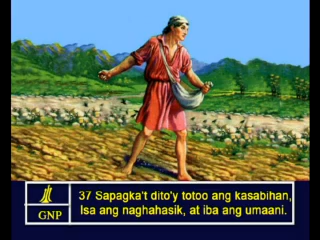 37 Sapagka't dito'y totoo ang kasabihan,
Isa ang naghahasik, at iba ang umaani.
GNP